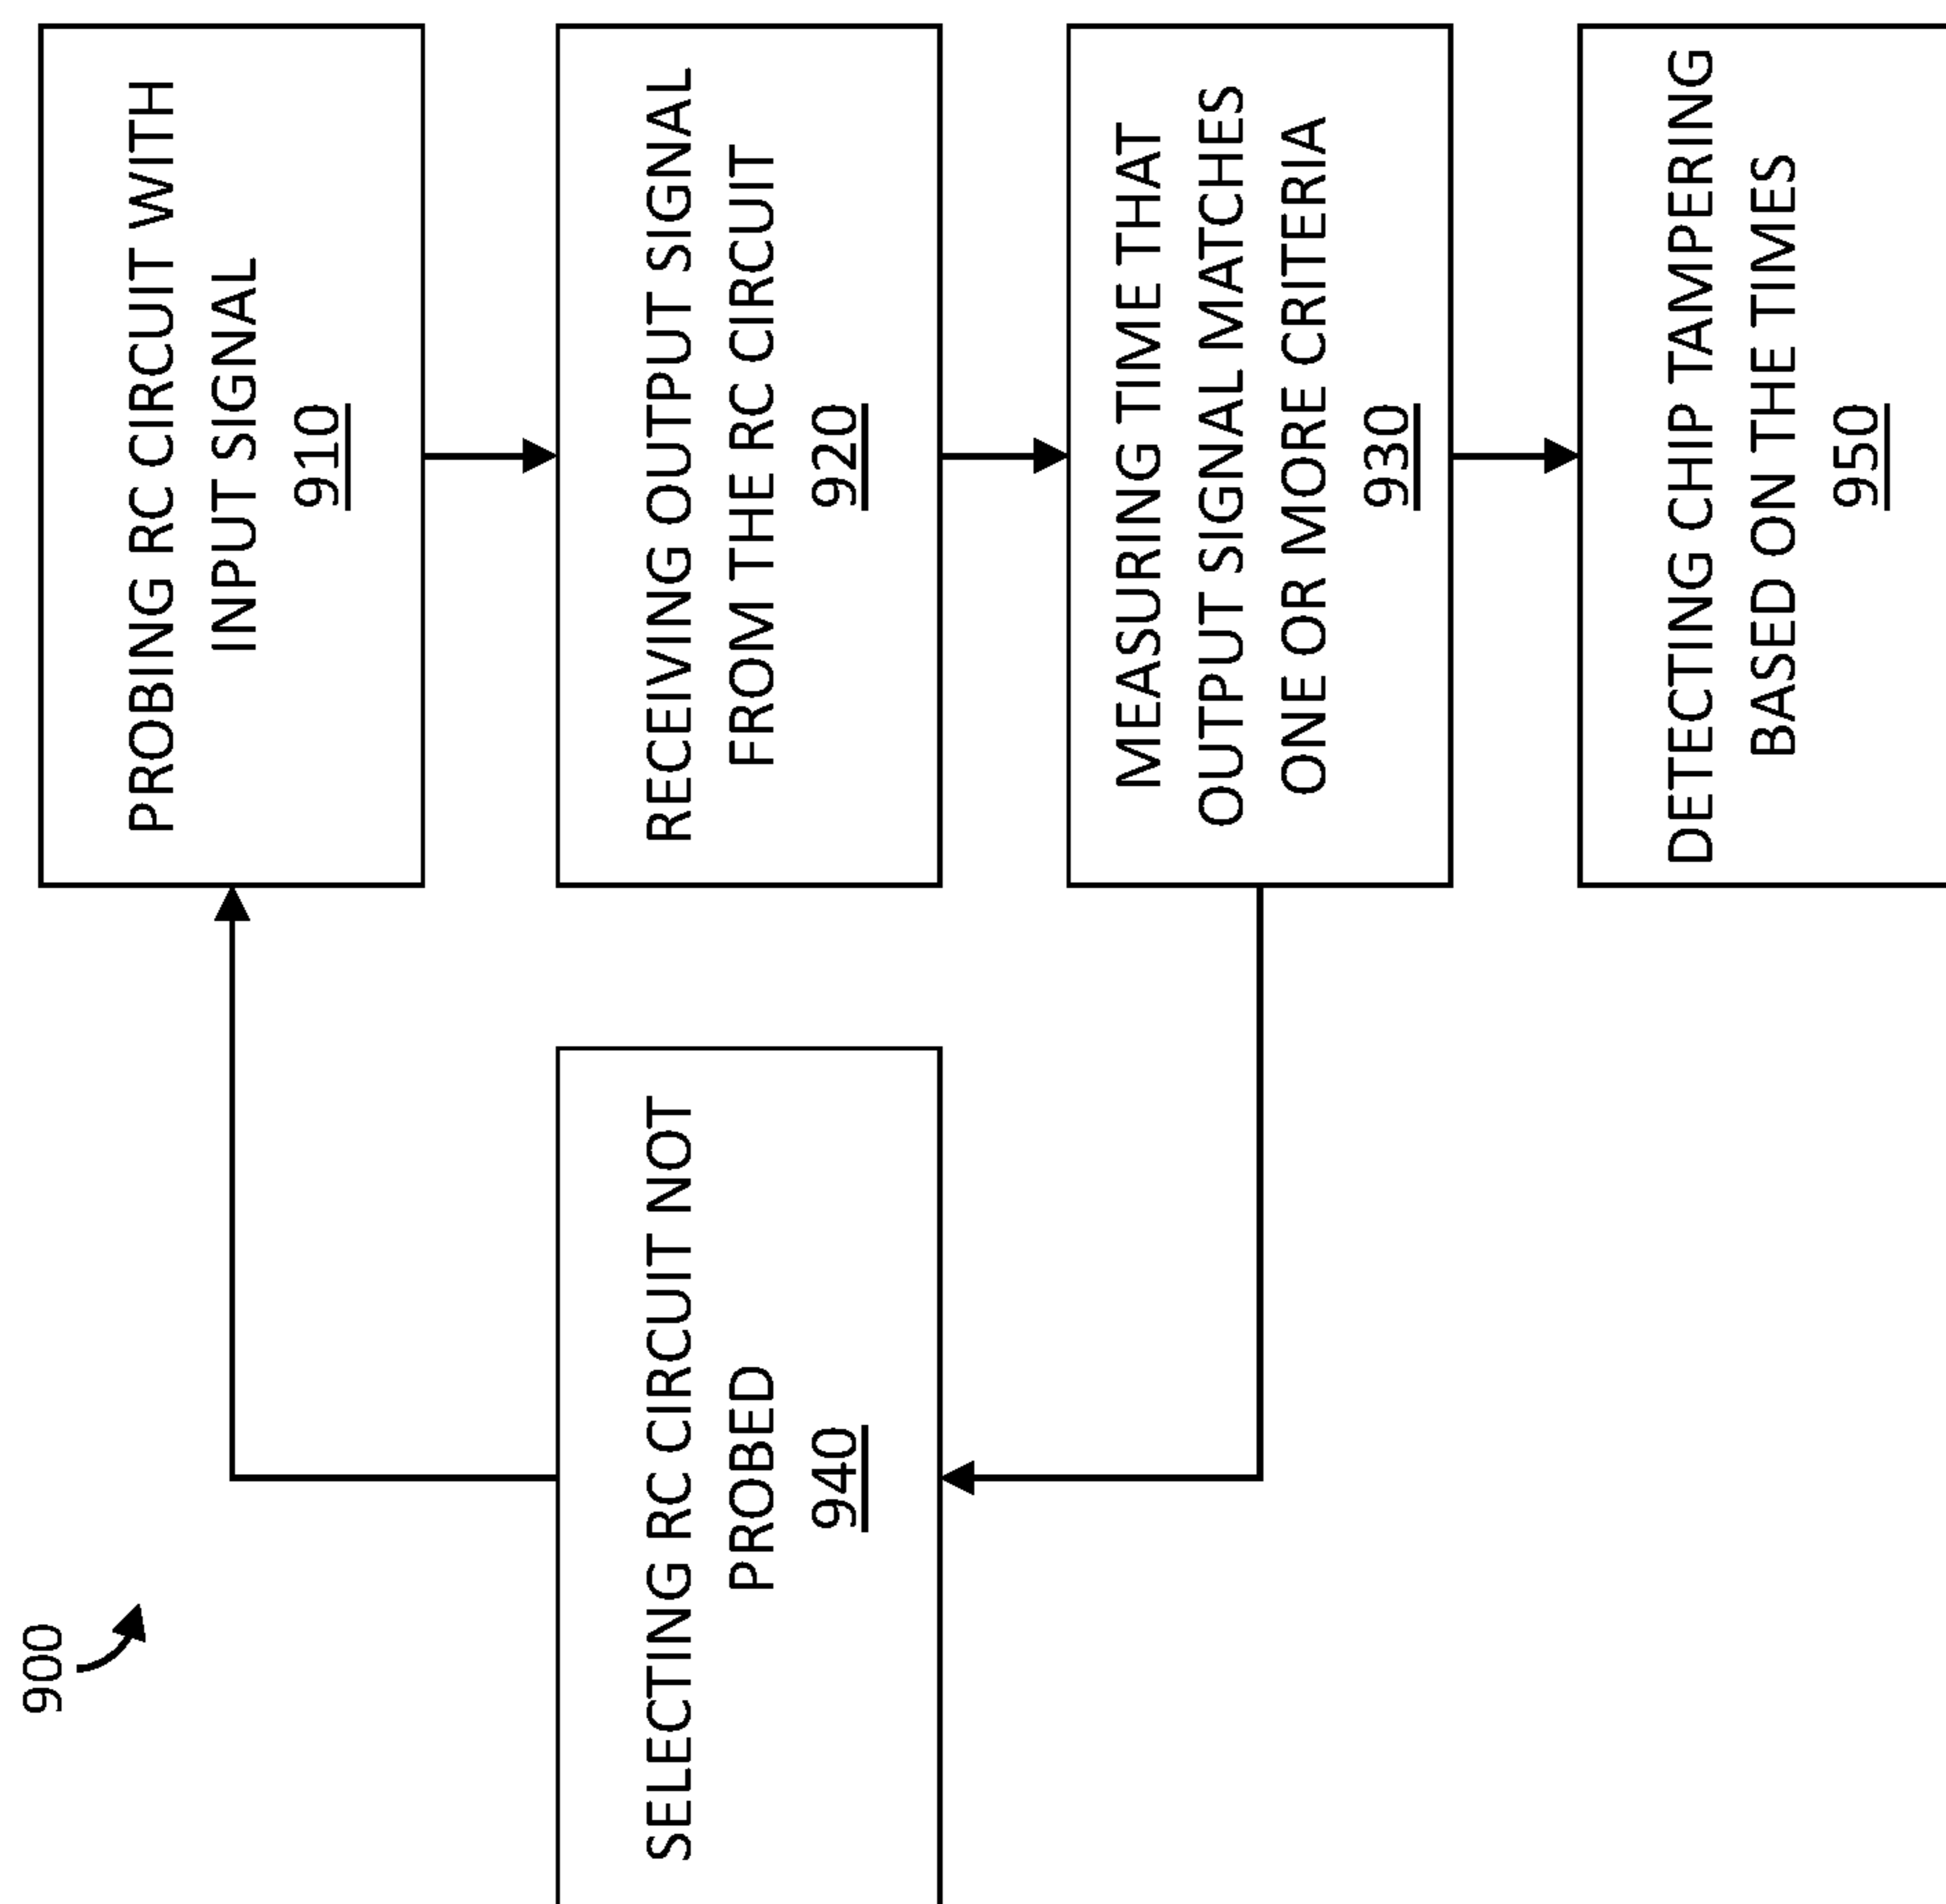 900
PROBING RC CIRCUIT WITH
INPUT SIGNAL
910
RECEIVING OUTPUT SIGNAL
FROM THE RC CIRCUIT
920
MEASURING TIME THAT
OUTPUT SIGNAL MATCHES
ONE OR MORE CRITERIA
930
SELECTING RC CIRCUIT NOT
PROBED
940
DETECTING CHIP TAMPERING
BASED ON THE TIMES
950